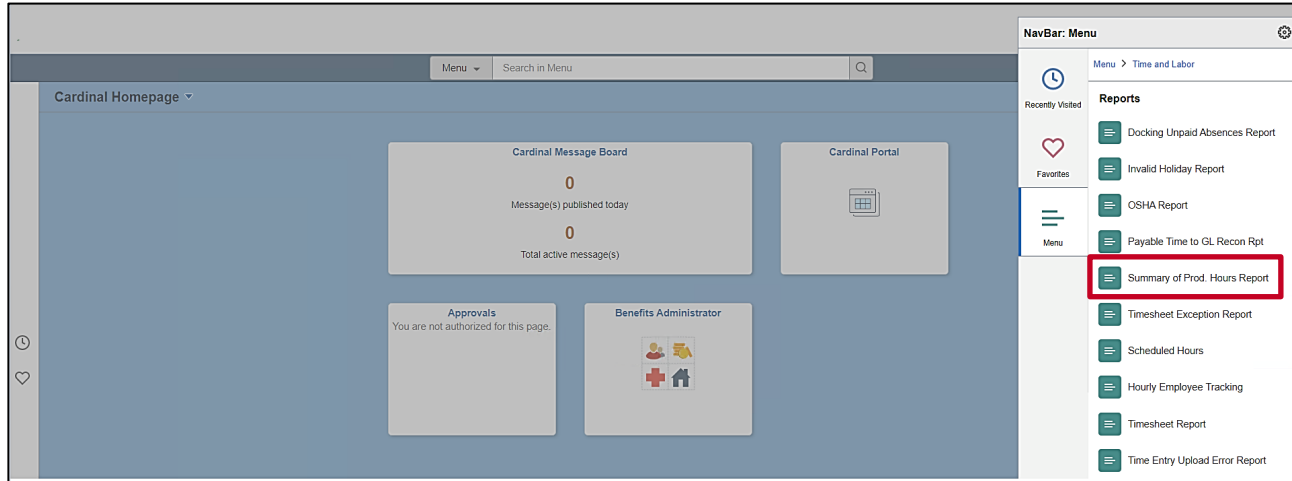 NavBar: Menu
Menu
Search in Menu
Cardinal Homepage
Menu > Time and Labor
Recently Visited
Favorites
Menu
Reports
Docking Unpaid Absences Report
Invalid Holiday Report
OSHA Report
Payable Time to GL Recon Rpt
Summary of Prod. Hours Report
Timesheet Exception Report
Scheduled Hours
Hourly Employee Tracking
Timesheet Report
Time Entry Upload Error Report
Cardinal Message Board
0
Message(s) published today
0
Total active message(s)
Cardinal Portal
Approvals
You are not authorized for this page.
Benefits Administrator